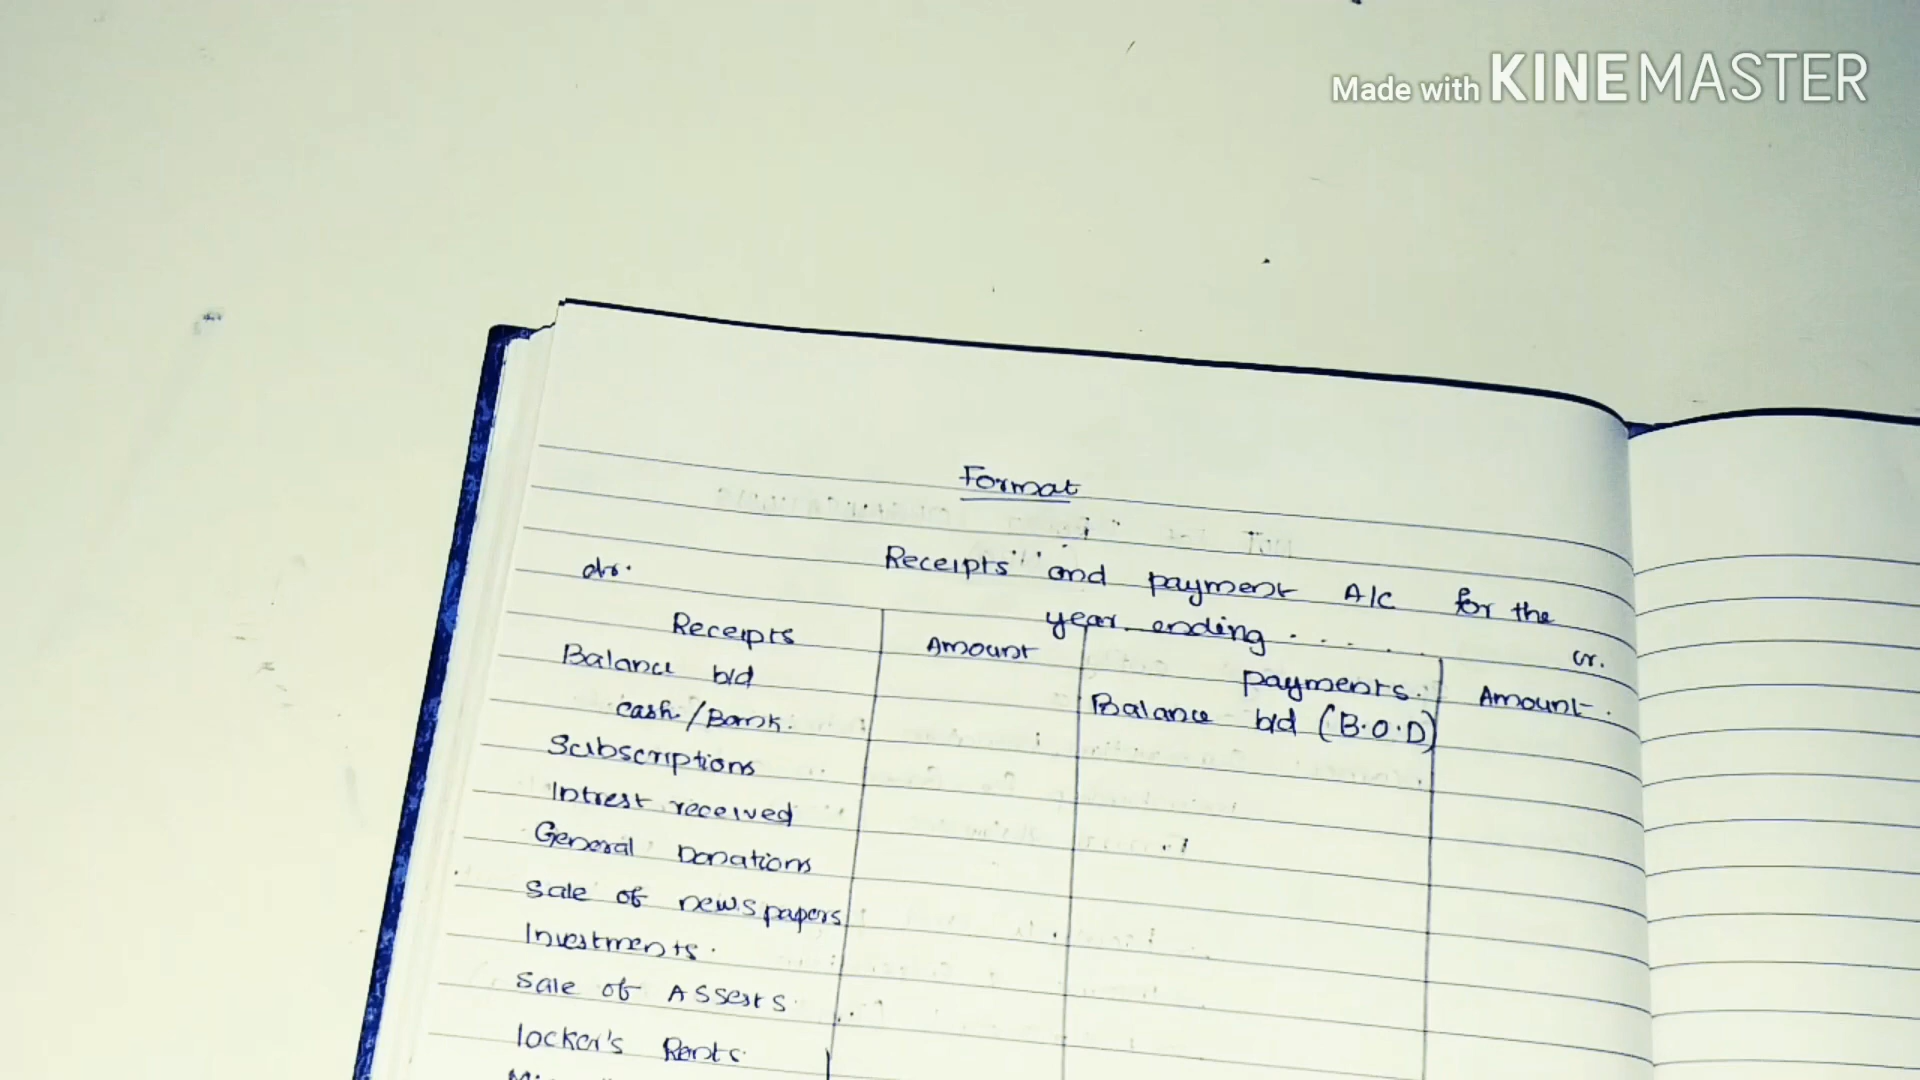 Made with KINEMASTER
Format
Receipts and payment A/c for the
year ending . . . . .
dr.
cr.
Receipts
Amount
payments.
Amount.
Balance b/d
Balance b/d (B.O.D)
cash / Bank.
Subscriptions
Intrest received
General Donations
Sale of newspapers
Investments.
Sale of Assests
locker's Rents